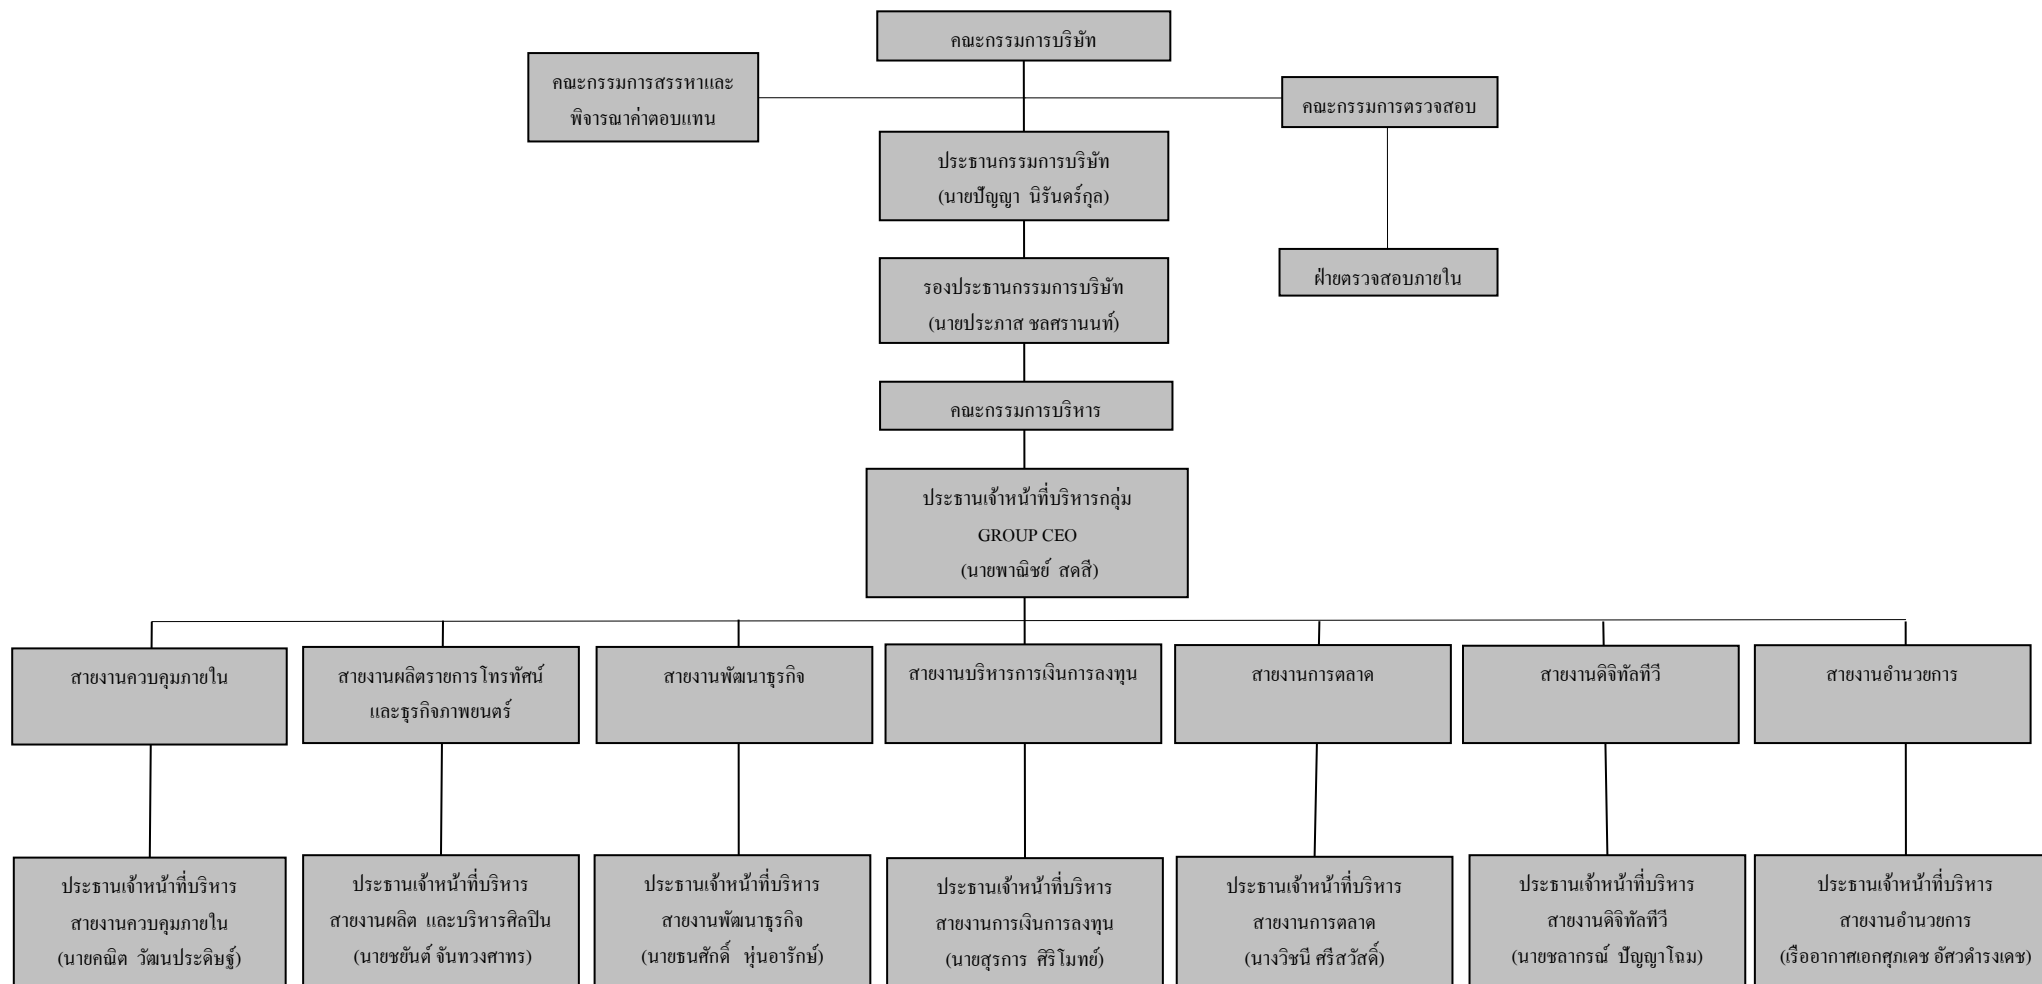 คณะกรรมการบริษัท
คณะกรรมการสรรหาและ
พิจารณาค่าตอบแทน
คณะกรรมการตรวจสอบ
ประธานกรรมการบริษัท
(นายปัญญา นิรันดร์กุล)
ฝ่ายตรวจสอบภายใน
รองประธานกรรมการบริษัท
(นายประภาส ชลศรานนท์)
คณะกรรมการบริหาร
ประธานเจ้าหน้าที่บริหารกลุ่ม
GROUP CEO
(นายพาณิชย์ สดสี)
สายงานควบคุมภายใน
สายงานผลิตรายการโทรทัศน์
และธุรกิจภาพยนตร์
สายงานพัฒนาธุรกิจ
สายงานบริหารการเงินการลงทุน
สายงานการตลาด
สายงานดิจิทัลทีวี
สายงานอำนวยการ
ประธานเจ้าหน้าที่บริหาร
สายงานควบคุมภายใน
(นายคณิต วัฒนประดิษฐ์)
ประธานเจ้าหน้าที่บริหาร
สายงานผลิต และบริหารศิลปิน
(นายชยันต์ จันทวงศาทร)
ประธานเจ้าหน้าที่บริหาร
สายงานพัฒนาธุรกิจ
(นายธนศักดิ์ หุ่นอารักษ์)
ประธานเจ้าหน้าที่บริหาร
สายงานการเงินการลงทุน
(นายสุรการ ศิริโมทย์)
ประธานเจ้าหน้าที่บริหาร
สายงานการตลาด
(นางวิชนี ศรีสวัสดิ์)
ประธานเจ้าหน้าที่บริหาร
สายงานดิจิทัลทีวี
(นายชลากรณ์ ปัญญาโฉม)
ประธานเจ้าหน้าที่บริหาร
สายงานอำนวยการ
(เรืออากาศเอกศุภเดช อัศวดำรงเดช)